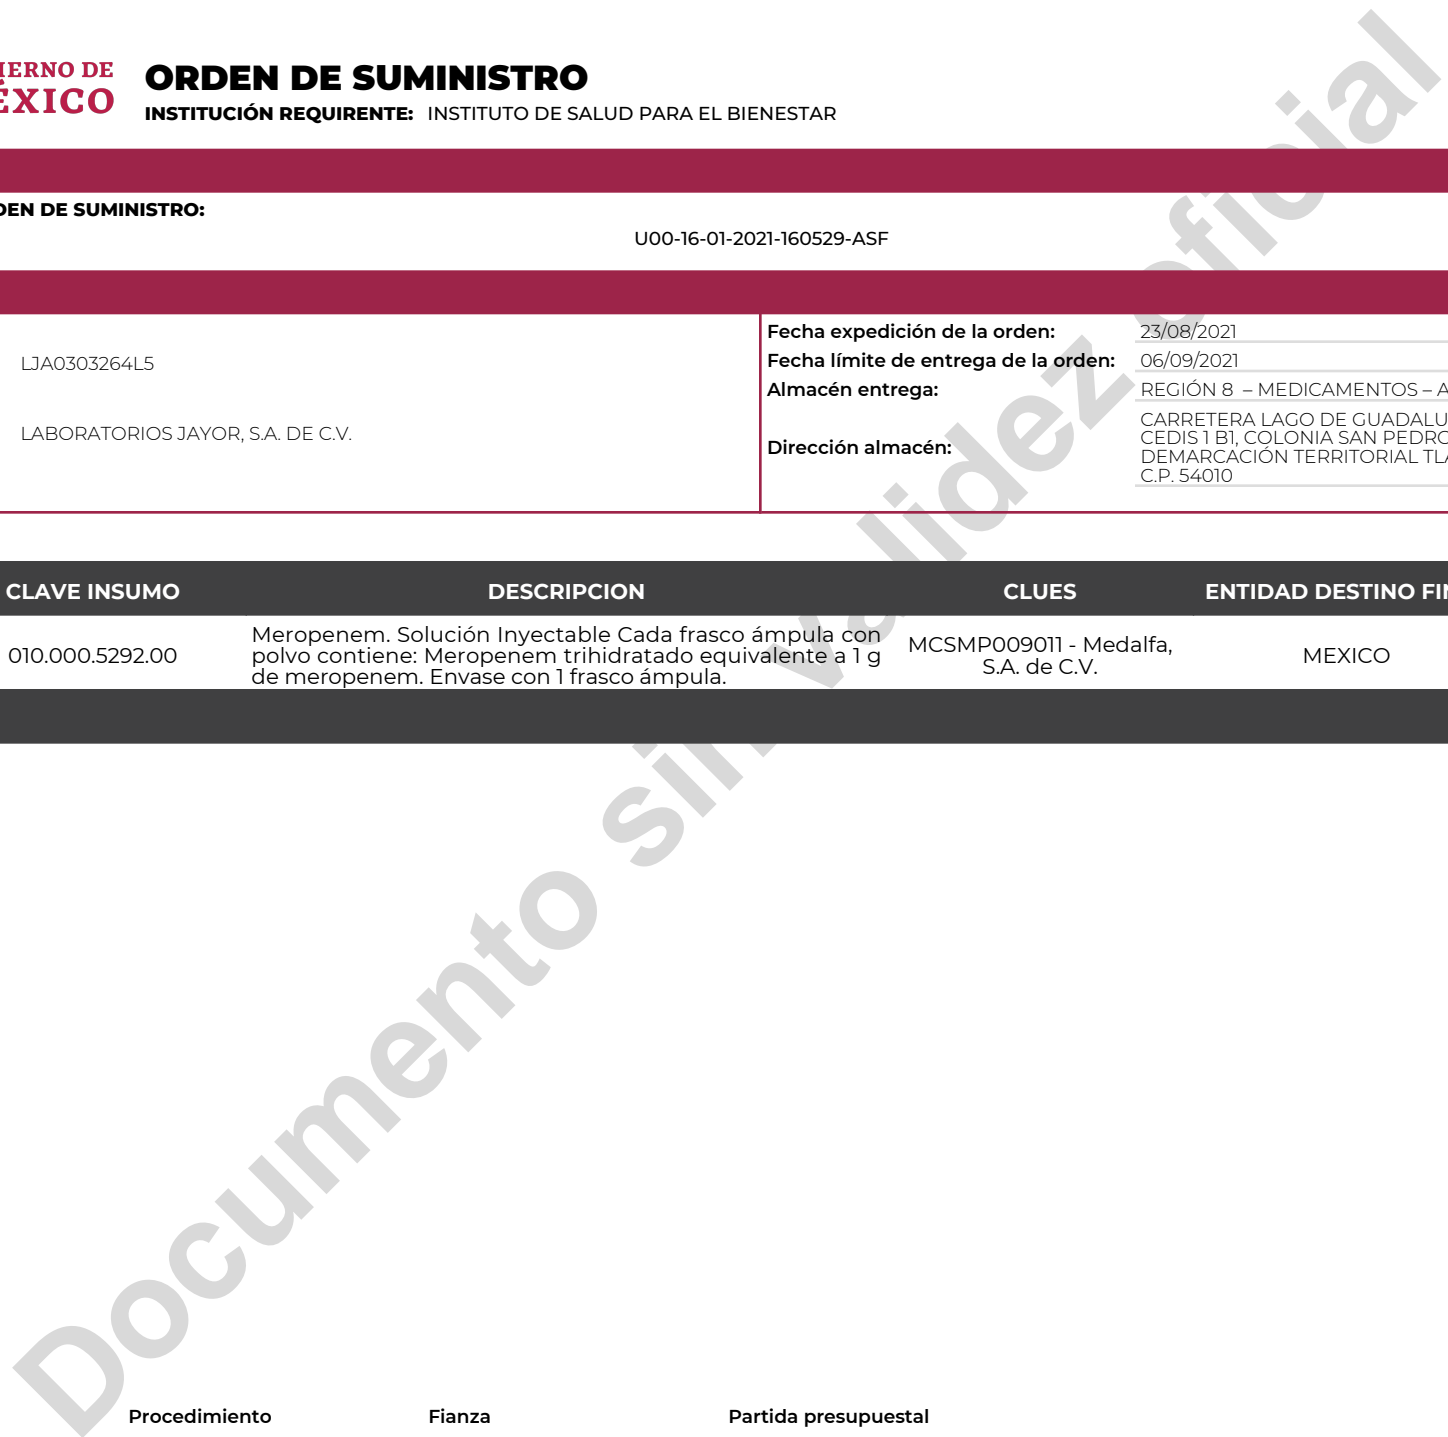 IERNO DE
ÉXICO
ORDEN DE SUMINISTRO
INSTITUCIÓN REQUIRENTE: INSTITUTO DE SALUD PARA EL BIENESTAR
DEN DE SUMINISTRO:
U00-16-01-2021-160529-ASF
LJA0303264L5
LABORATORIOS JAYOR, S.A. DE C.V.
Fecha expedición de la orden: 23/08/2021
Fecha límite de entrega de la orden: 06/09/2021
Almacén entrega: REGIÓN 8 – MEDICAMENTOS – A
Dirección almacén:
CARRETERA LAGO DE GUADALU
CEDIS 1 B1, COLONIA SAN PEDRO
DEMARCACIÓN TERRITORIAL TLA
C.P. 54010
CLAVE INSUMO DESCRIPCION CLUES ENTIDAD DESTINO FIN
010.000.5292.00
Meropenem. Solución Inyectable Cada frasco ámpula con
polvo contiene: Meropenem trihidratado equivalente a 1 g
de meropenem. Envase con 1 frasco ámpula.
MCSMP009011 - Medalfa,
S.A. de C.V.
MEXICO
Documento sin validez oficial
Procedimiento Fianza Partida presupuestal